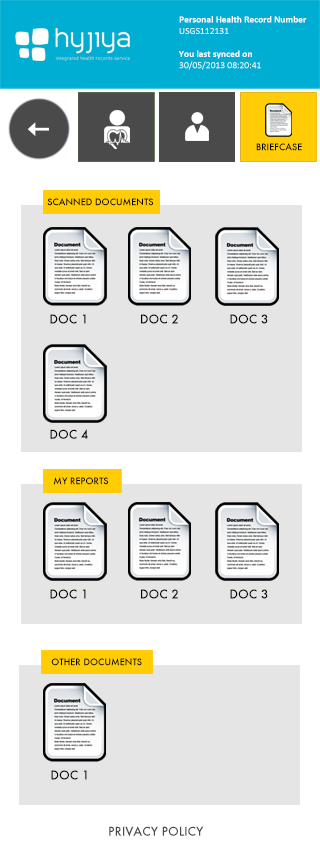 hyjiya
integrated health records service
Personal Health Record Number
USGS112131
You last synced on
30/05/2013 08:20:41
BRIEFCASE
SCANNED DOCUMENTS
Document
Document
Document
DOC 1
DOC 2
DOC 3
Document
DOC 4
MY REPORTS
Document
Document
Document
DOC 1
DOC 2
DOC 3
OTHER DOCUMENTS
Document
DOC 1
PRIVACY POLICY